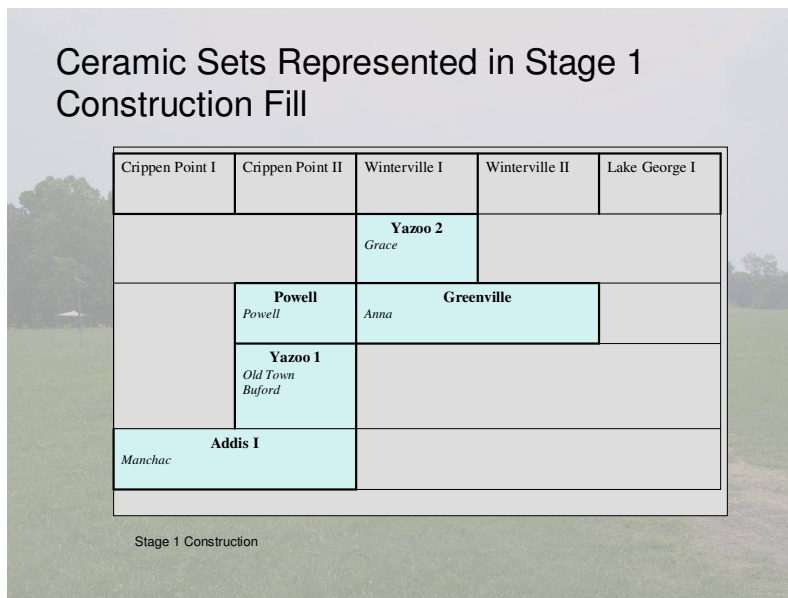 Ceramic Sets Represented in Stage 1
Construction Fill
Crippen Point I
Crippen Point II
Winterville I
Winterville II
Lake George I
Yazoo 2
Grace
Powell
Powell
Greenville
Anna
Yazoo 1
Old Town
Buford
Addis I
Manchac
Stage 1 Construction